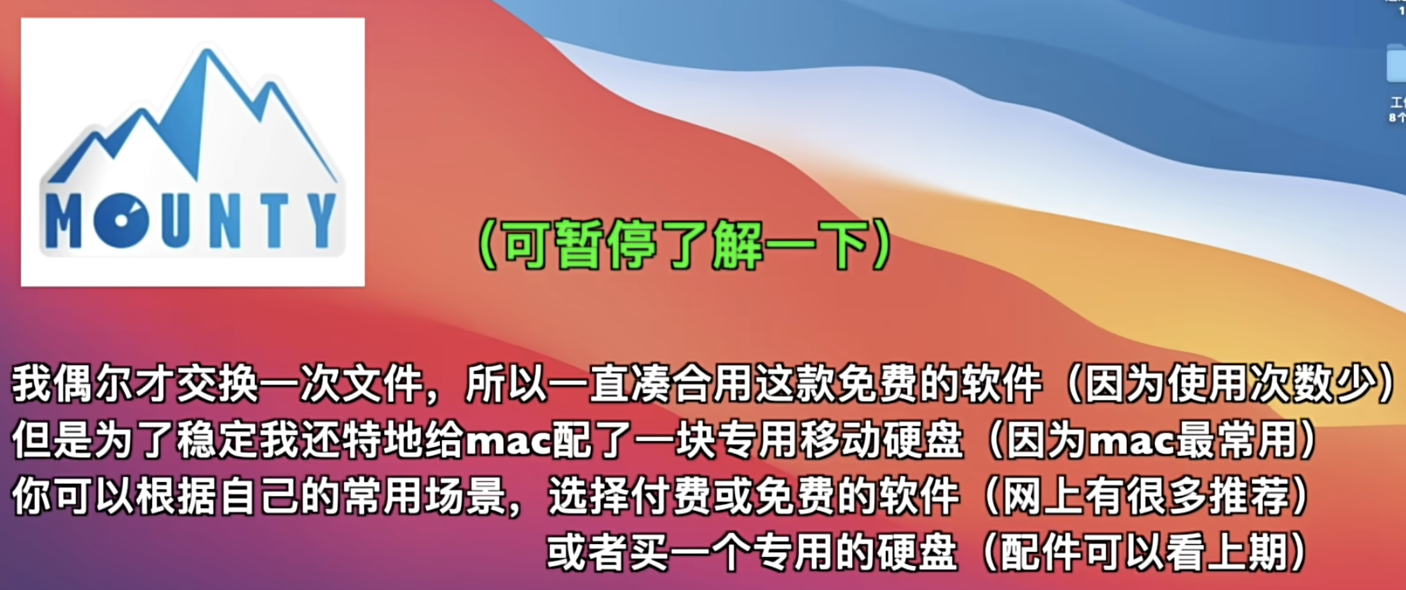 MOUNTY
（可暂停了解一下）
我偶尔才交换一次文件，所以一直凑合用这款免费的软件（因为使用次数少）
但是为了稳定我还特地给mac配了一块专用移动硬盘（因为mac最常用）
你可以根据自己的常用场景，选择付费或免费的软件（网上有很多推荐）
或者买一个专用的硬盘（配件可以看上期）